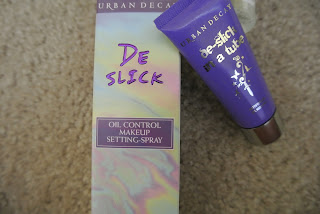 URBAN DECAY
DE
SLICK
OIL CONTROL
MAKEUP
SETTING-SPRAY
URBAN DECAY
de-slick
in a tube